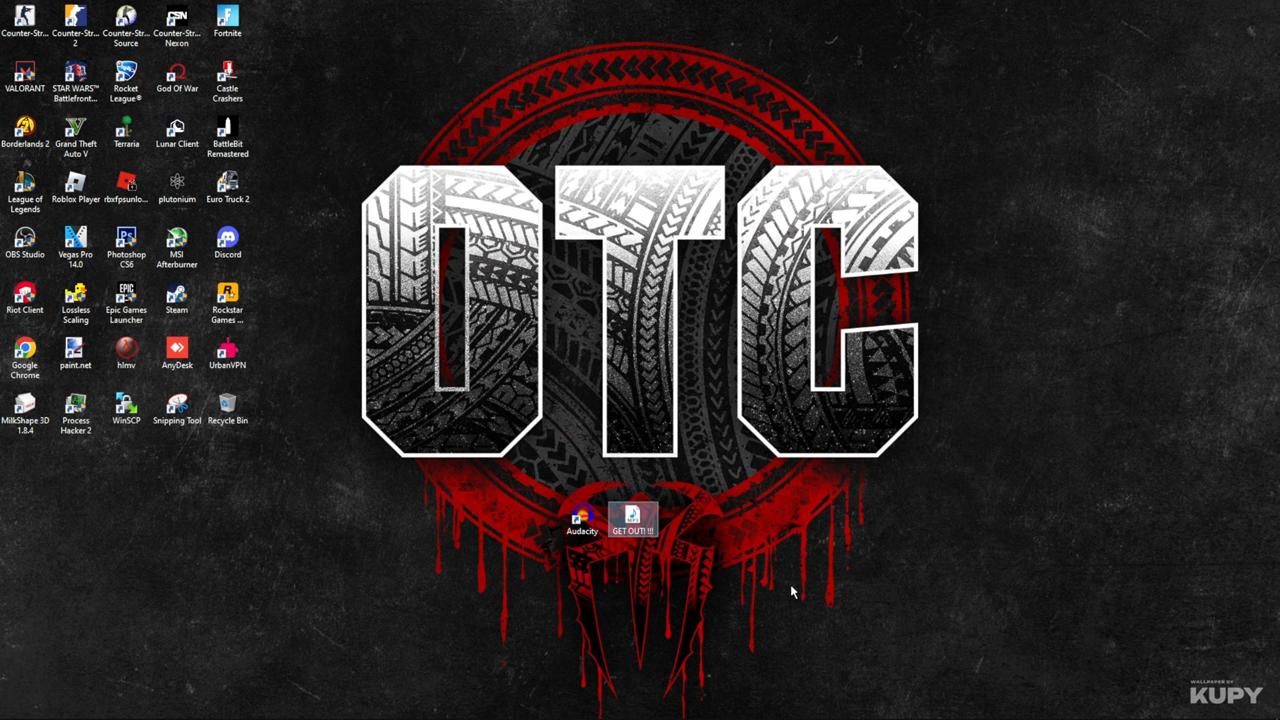 Counter-Str...
Counter-Str... 2
Counter-Str... Source
CSN
Counter-Str... Nexon
Fortnite
VALORANT
STAR WARS™ Battlefront...
Rocket League®
God Of War
Castle Crashers
Borderlands 2
Grand Theft Auto V
Terraria
Lunar Client
BattleBit Remastered
League of Legends
Roblox Player
rbxfpsunlo...
plutonium
Euro Truck 2
OBS Studio
Vegas Pro 14.0
Ps
Photoshop CS6
MSI Afterburner
Discord
Riot Client
Lossless Scaling
EPIC
Epic Games Launcher
Steam
Rockstar Games ...
Google Chrome
paint.net
hlmv
AnyDesk
UrbanVPN
MilkShape 3D 1.8.4
Process Hacker 2
WinSCP
Snipping Tool
Recycle Bin
OTC
Audacity
MP3
GET OUT! !!!
WALLPAPER BY
KUPY